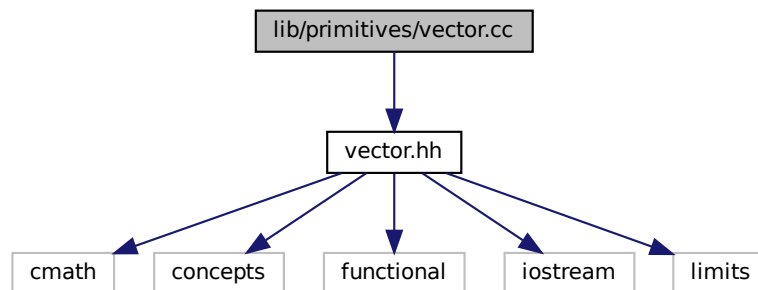 lib/primitives/vector.cc
vector.hh
cmath concepts functional iostream limits